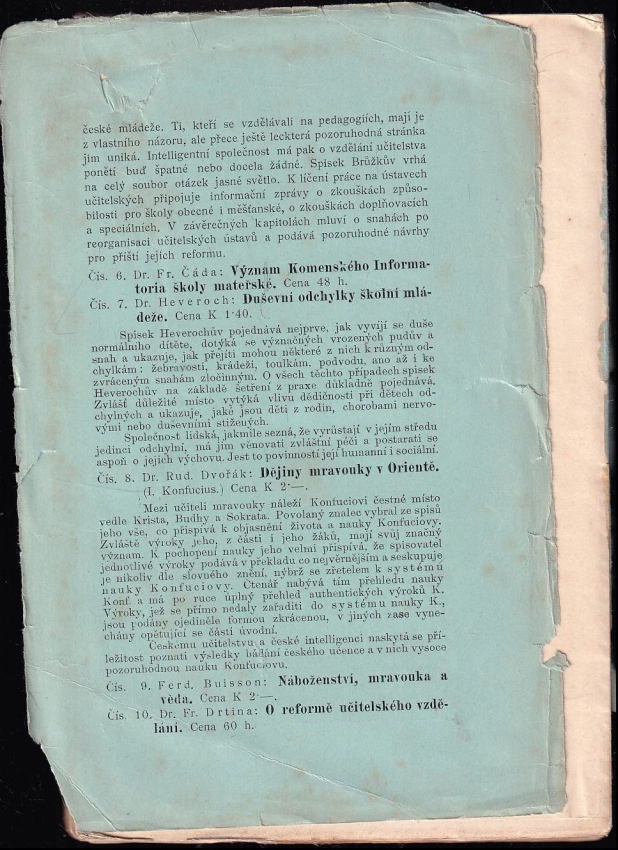 české mládeže. Ti, kteří se vzdělávali na pedagogiích, mají je
z vlastního názoru, ale přece ještě leckterá pozoruhodná stránka
jim uniká. Intelligentní společnost má pak o vzdělání učitelstva
ponětí buď špatné nebo docela žádné. Spisek Brůžkův vrhá
na celý soubor otázek jasné světlo. K líčení práce na ústavech
učitelských připojuje informační zprávy o zkouškách způso-
bilosti pro školy obecné i měšťanské, o zkouškách doplňovacích
a speciálních. V závěrečných kapitolách mluví o snahách po
reorganisaci učitelských ústavů a podává pozoruhodné návrhy
pro příští jejich reformu.
Čís. 6. Dr. Fr. Čáda: Význam Komenského Informa-
toria školy mateřské. Cena 48 h.
Čís. 7. Dr. Heveroch: Duševní odchylky školní mlá-
deže. Cena K 1·40.
Spisek Heverochův pojednává nejprve, jak vyvíjí se duše
normálního dítěte, dotýká se význačných vrozených pudův a
snah a ukazuje, jak přejíti mohou některé z nich k různým od-
chylkám: žebravosti, krádeži, toulkám, podvodu, ano až i ke
zvráceným snahám zločinným. O všech těchto případech spisek
Heverochův na základě šetření z praxe důkladně pojednává.
Zvlášť důležité místo vytýká vlivu dědičnosti při dětech od-
chylných a ukazuje, jaké jsou děti z rodin, chorobami nervo-
vými nebo duševními stižených.
Společnost lidská, jakmile sezná, že vyrůstají v jejím středu
jedinci odchylní, má jim věnovati zvláštní péči a postarati se
aspoň o jejich výchovu. Jest to povinností její humanní i sociální.
Čís. 8. Dr. Rud. Dvořák: Dějiny mravouky v Orientě.
(I. Konfucius.) Cena K 2·—.
Mezi učiteli mravouky náleží Konfuciovi čestné místo
vedle Krista, Budhy a Sokrata. Povolaný znalec vybral ze spisů
jeho vše, co přispívá k objasnění života a nauky Konfuciovy.
Zvláště výroky jeho, z části i jeho žáků, mají svůj značný
význam. K pochopení nauky jeho velmi přispívá, že spisovatel
jednotlivé výroky podává v překladu co nejvěrnějším a seskupuje
je nikoliv dle slovného znění, nýbrž se zřetelem k systému
nauky Konfuciovy. Čtenář nabývá tím přehledu nauky
Konf. a má po ruce úplný přehled authentických výroků K.
Výroky, jež se přímo nedaly zařaditi do systému nauky K.,
jsou podány ojediněle formou zkrácenou, v jiných zase vyne-
chány opětující se části úvodní.
Českému učitelstvu a české intelligenci naskytá se pří-
ležitost poznati výsledky bádání českého učence a v nich vysoce
pozoruhodnou nauku Konfuciovu.
Čís. 9. Ferd. Buisson: Náboženství, mravouka a
věda. Cena K 2·—.
Čís. 10. Dr. Fr. Drtina: O reformě učitelského vzdě-
lání. Cena 60 h.